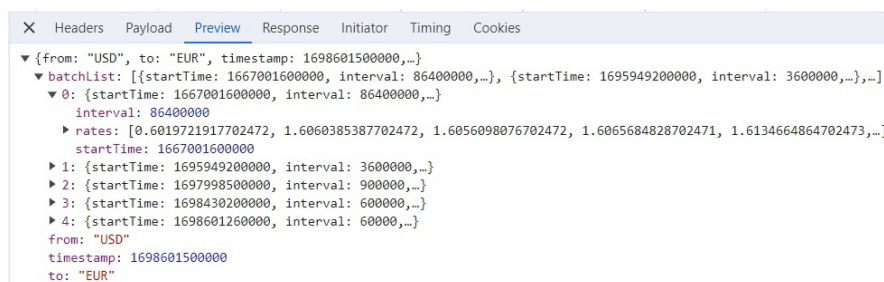 × Headers Payload Preview Response Initiator Timing Cookies
▼ {from: "USD", to: "EUR", timestamp: 1698601500000,…}
▼ batchList: [{startTime: 1667001600000, interval: 86400000,…}, {startTime: 1695949200000, interval: 3600000,…},…]
▼ 0: {startTime: 1667001600000, interval: 86400000,…}
interval: 86400000
▶ rates: [0.6019721917702472, 1.6060385387702472, 1.6056098076702472, 1.6065684828702471, 1.6134664864702473,…]
startTime: 1667001600000
▶ 1: {startTime: 1695949200000, interval: 3600000,…}
▶ 2: {startTime: 1697998500000, interval: 900000,…}
▶ 3: {startTime: 1698430200000, interval: 600000,…}
▶ 4: {startTime: 1698601260000, interval: 60000,…}
from: "USD"
timestamp: 1698601500000
to: "EUR"